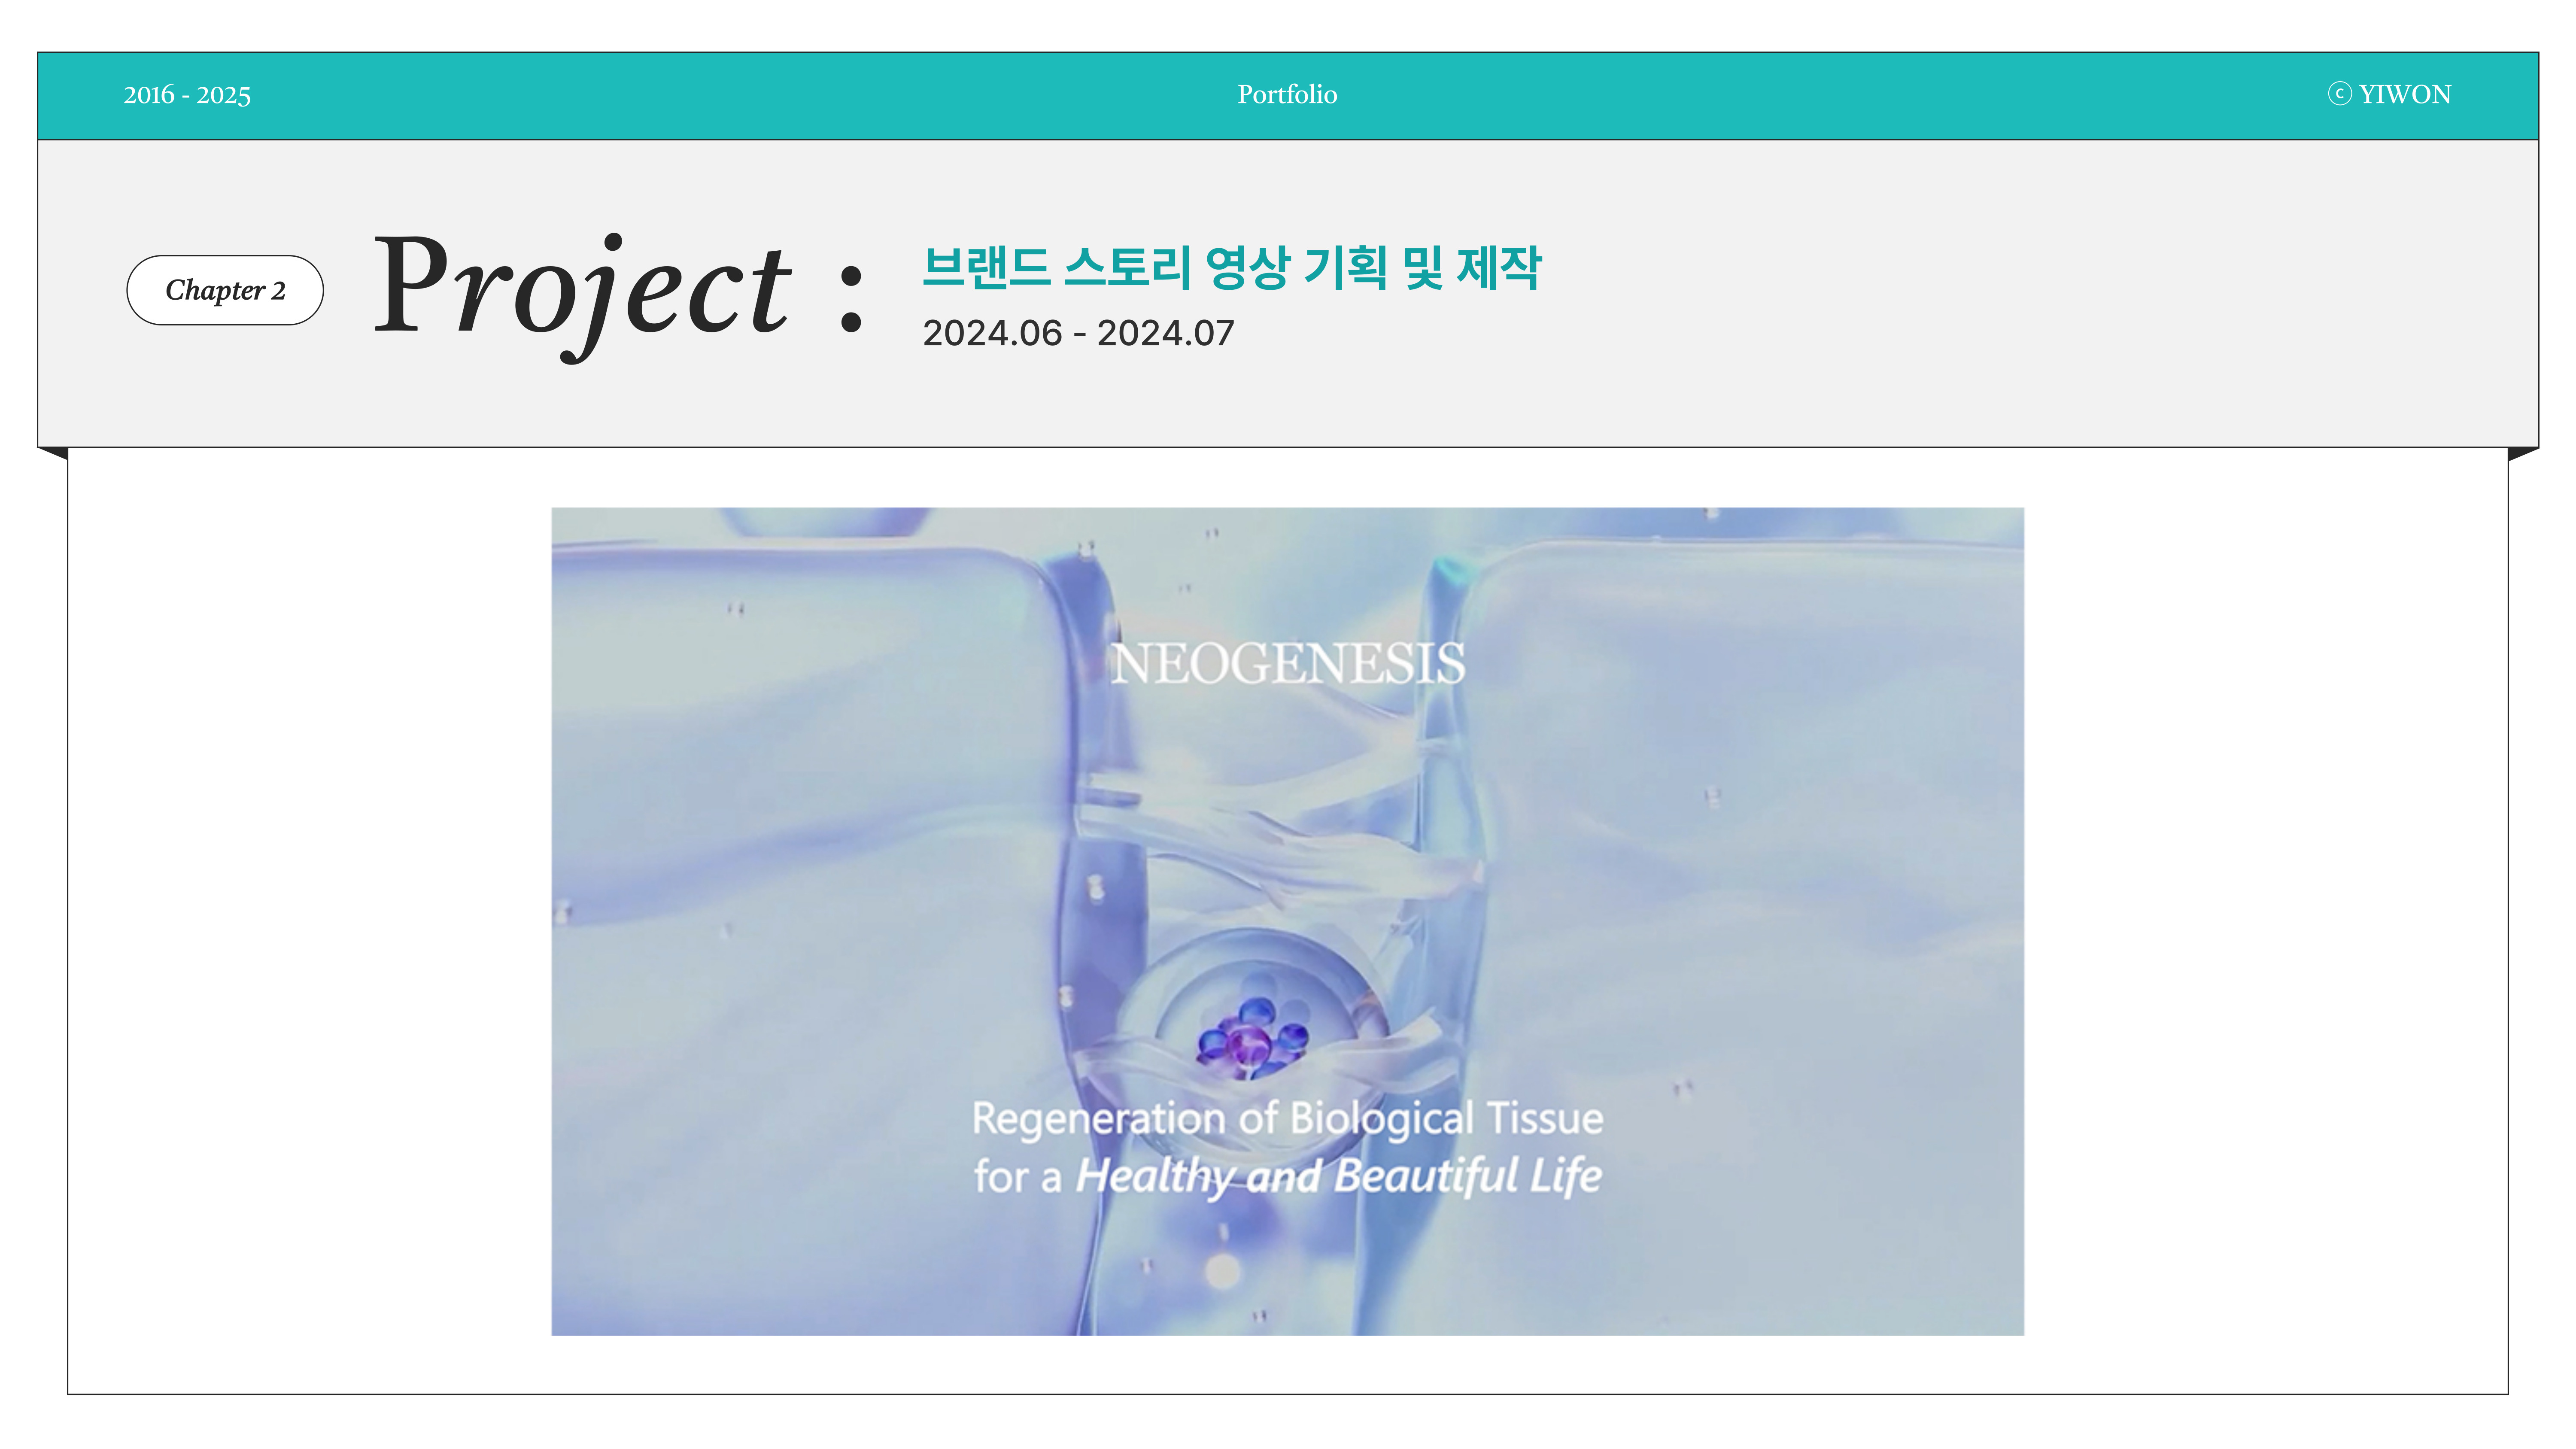 2016 - 2025
Portfolio
ⓒ YIWON
Chapter 2
Project :
브랜드 스토리 영상 기획 및 제작
2024.06 - 2024.07
NEOGENESIS
Regeneration of Biological Tissue
for a Healthy and Beautiful Life